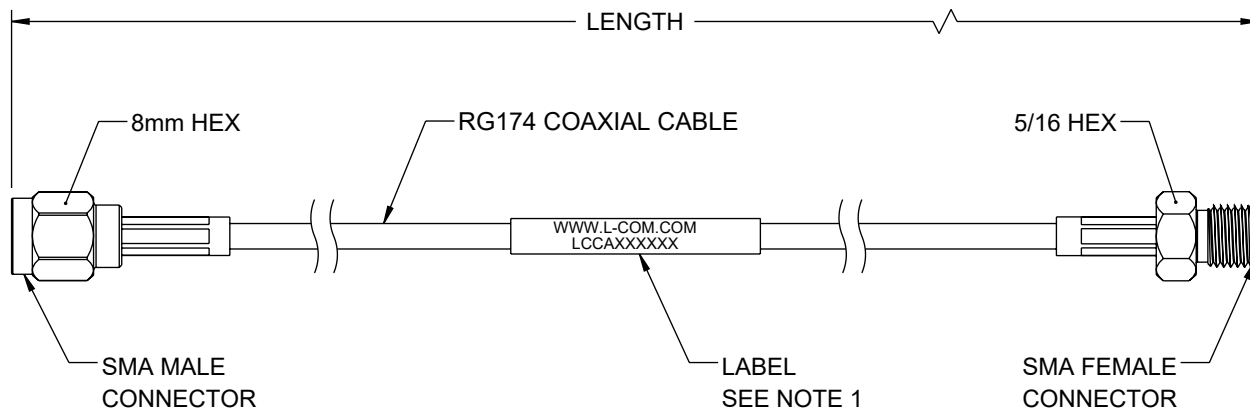 LENGTH
8mm HEX
RG174 COAXIAL CABLE
5/16 HEX
WWW.L-COM.COM
LCCAXXXXXX
SMA MALE
CONNECTOR
LABEL
SEE NOTE 1
SMA FEMALE
CONNECTOR